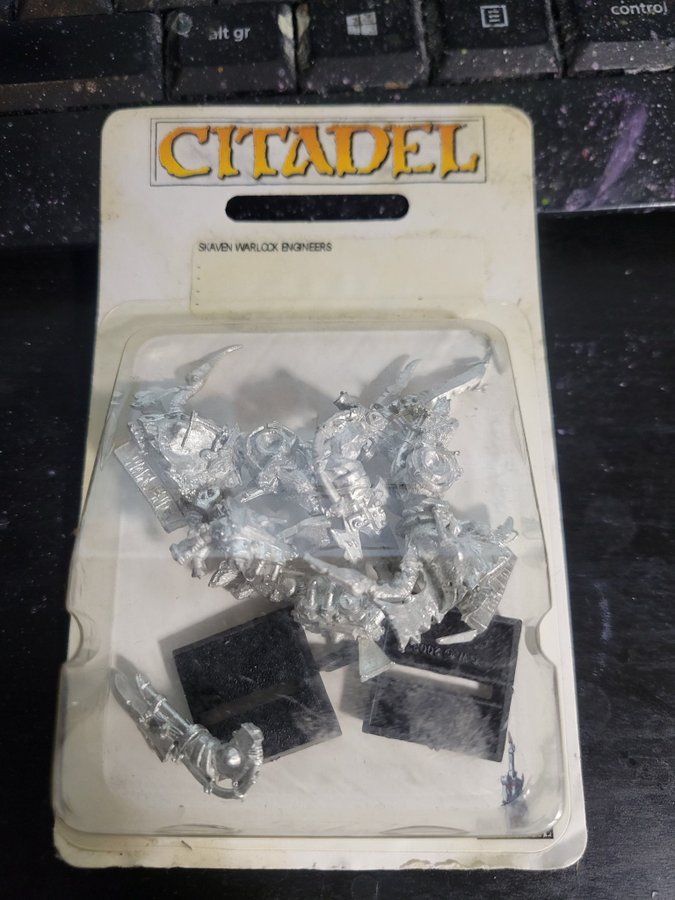 alt gr
control
CITADEL
SKAVEN WARLOCK ENGINEERS